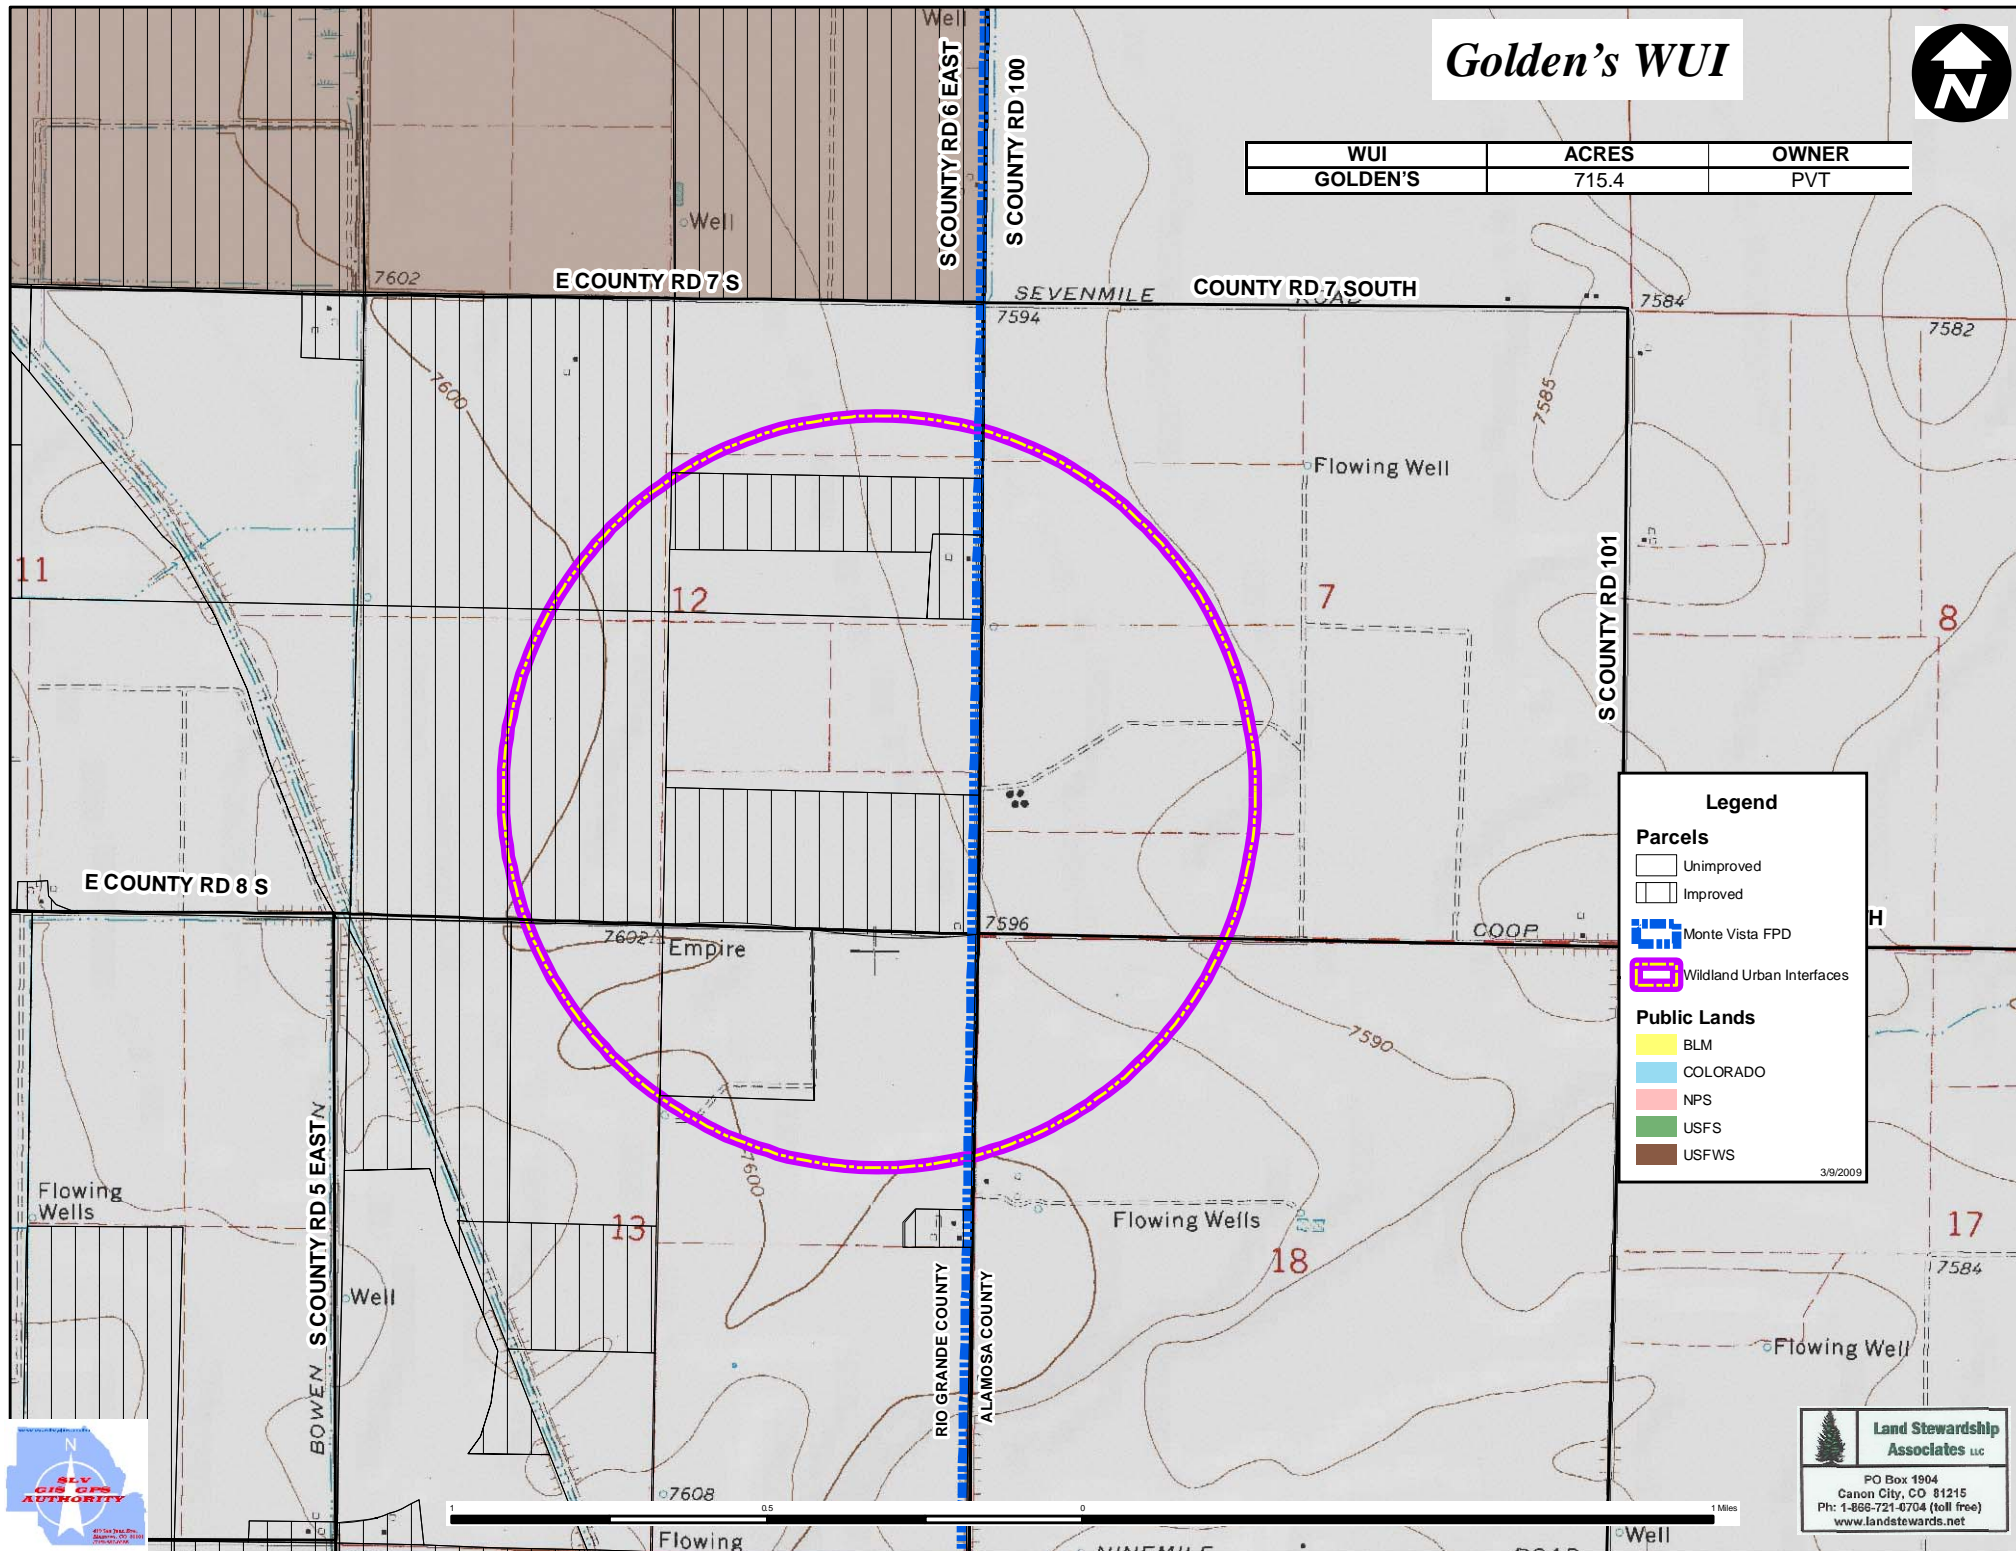 Golden's WUI
N
WUI ACRES OWNER
GOLDEN'S 715.4 PVT
Well
S COUNTY RD 6 EAST
S COUNTY RD 100
Well
7602
E COUNTY RD 7 S
SEVENMILE ROAD
COUNTY RD 7 SOUTH
7594
7584
7582
7600
7585
Flowing Well
11
12
7
8
S COUNTY RD 101
E COUNTY RD 8 S
7602
Empire
7596
COOP
H
7590
7600
Legend
Parcels
Unimproved
Improved
Monte Vista FPD
Wildland Urban Interfaces
Public Lands
BLM
COLORADO
NPS
USFS
USFWS
3/9/2009
Flowing
Wells
S COUNTY RD 5 EAST
N
BOWEN
13
Flowing Wells
18
17
7584
Well
RIO GRANDE COUNTY
ALAMOSA COUNTY
Flowing Well
N
SLV
GIS GPS
AUTHORITY
7608
1 0.5 0 1 Miles
Flowing
NINEMILE ROAD
Well
Land Stewardship
Associates LLC
PO Box 1904
Canon City, CO 81215
Ph: 1-866-721-0704 (toll free)
www.landstewards.net